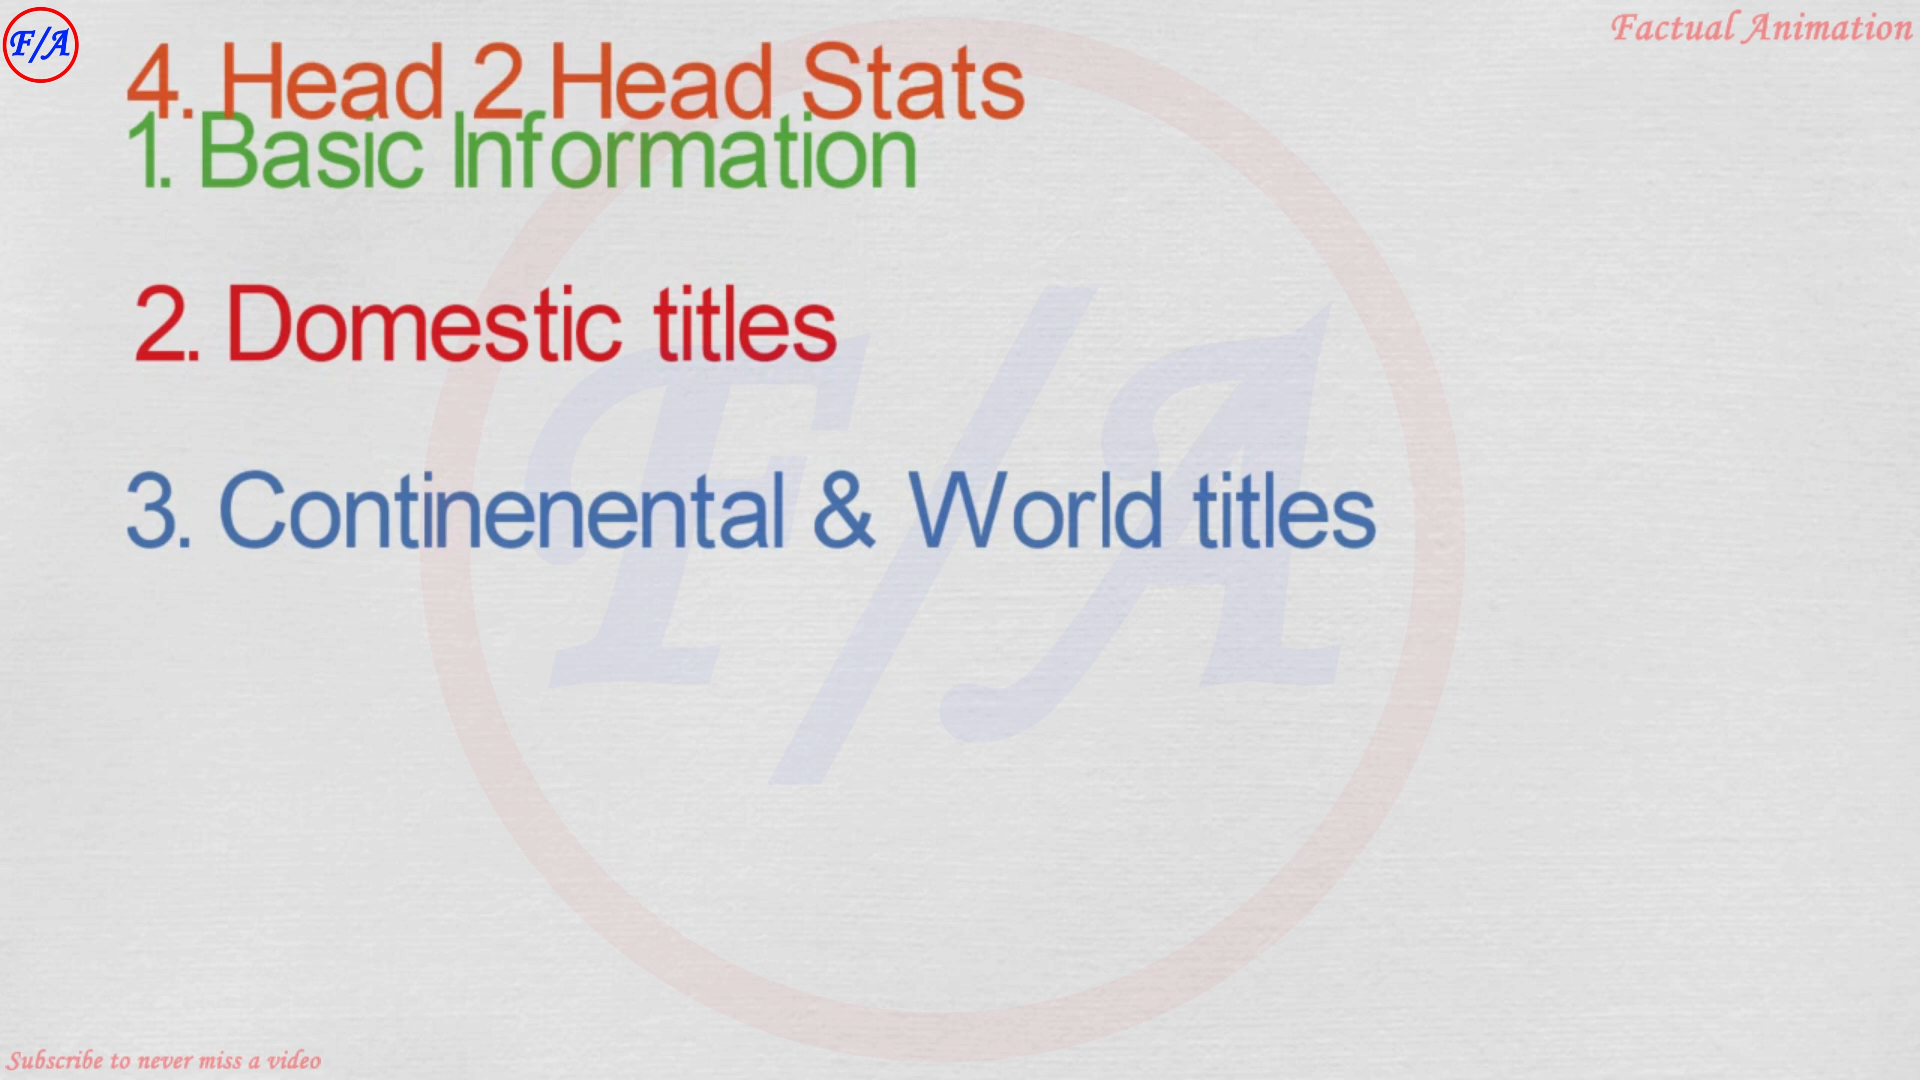 F/A
Factual Animation
4. Head 2 Head Stats
1. Basic Information
2. Domestic titles
3. Continenental & World titles
F/A
Subscribe to never miss a video